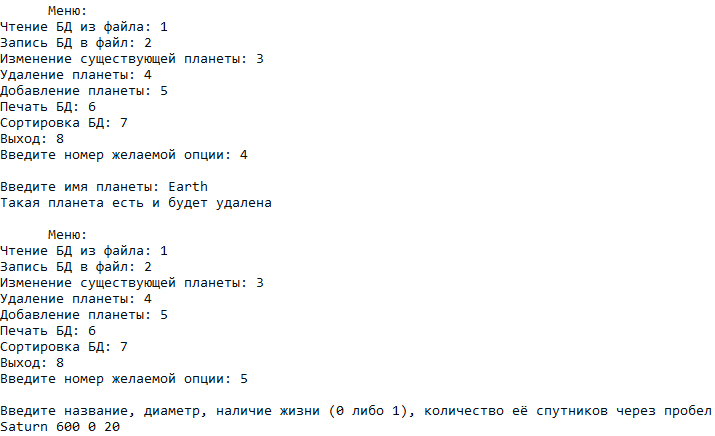 Меню:
Чтение БД из файла: 1
Запись БД в файл: 2
Изменение существующей планеты: 3
Удаление планеты: 4
Добавление планеты: 5
Печать БД: 6
Сортировка БД: 7
Выход: 8
Введите номер желаемой опции: 4
Введите имя планеты: Earth
Такая планета есть и будет удалена
Меню:
Чтение БД из файла: 1
Запись БД в файл: 2
Изменение существующей планеты: 3
Удаление планеты: 4
Добавление планеты: 5
Печать БД: 6
Сортировка БД: 7
Выход: 8
Введите номер желаемой опции: 5
Введите название, диаметр, наличие жизни (0 либо 1), количество её спутников через пробел
Saturn 600 0 20